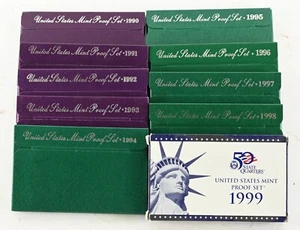 United States Mint Proof Set · 1990
United States Mint Proof Set · 1991
United States Mint Proof Set · 1992
United States Mint Proof Set · 1993
United States Mint Proof Set · 1994
United States Mint Proof Set · 1995
United States Mint Proof Set · 1996
United States Mint Proof Set · 1997
United States Mint Proof Set · 1998
50
STATE
QUARTERS
UNITED STATES MINT
PROOF SET
1999